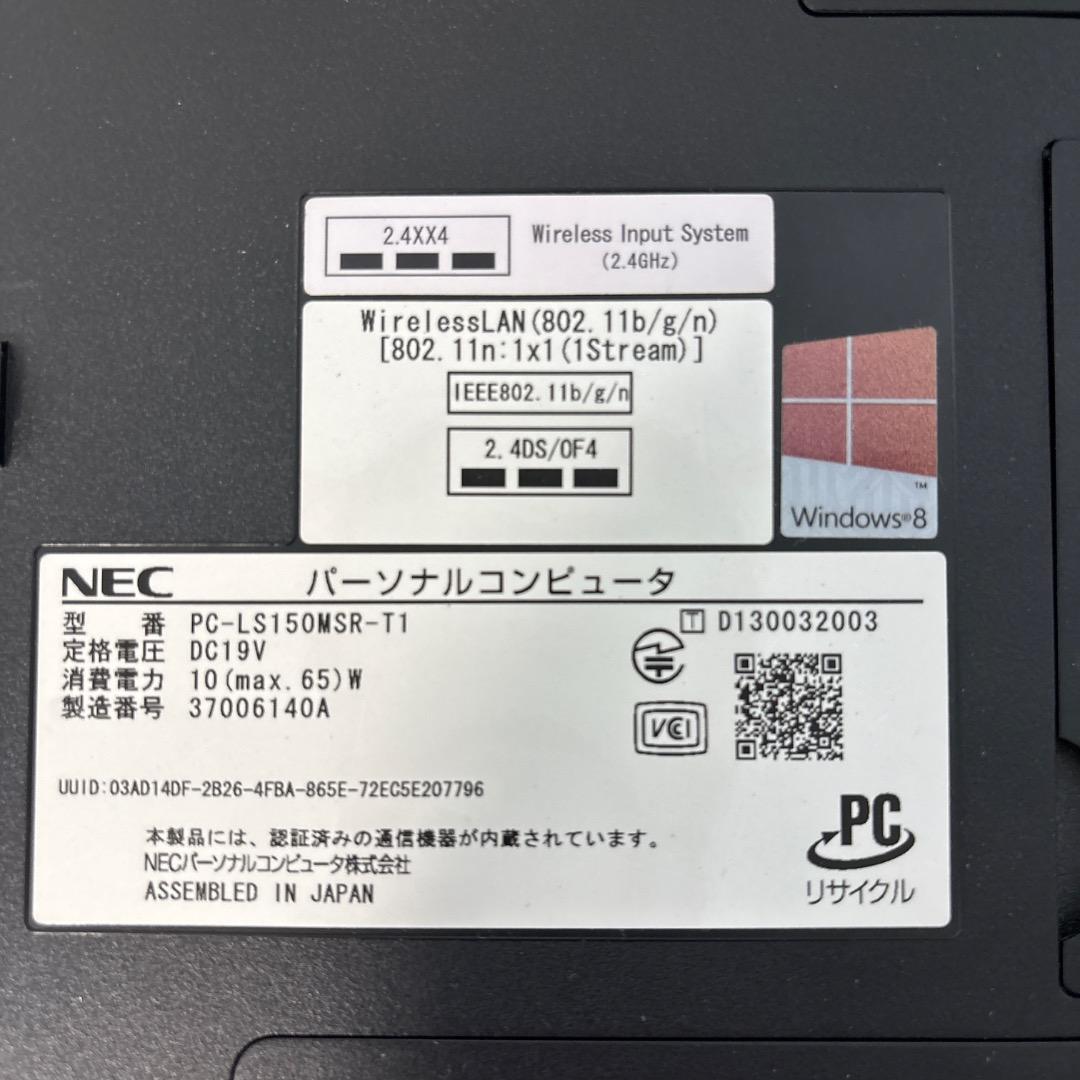 2.4XX4
Wireless Input System
(2.4GHz)
WirelessLAN(802.11b/g/n)
[802.11n:1x1(1Stream)]
IEEE802.11b/g/n
2.4DS/OF4
Windows®8
™
NEC パーソナルコンピュータ
型 番 PC-LS150MSR-T1
定格電圧 DC19V
消費電力 10(max.65)W
製造番号 37006140A
T D130032003
VCI
UUID:03AD14DF-2B26-4FBA-865E-72EC5E207796
本製品には、認証済みの通信機器が内蔵されています。
NECパーソナルコンピュータ株式会社
ASSEMBLED IN JAPAN
PC
リサイクル